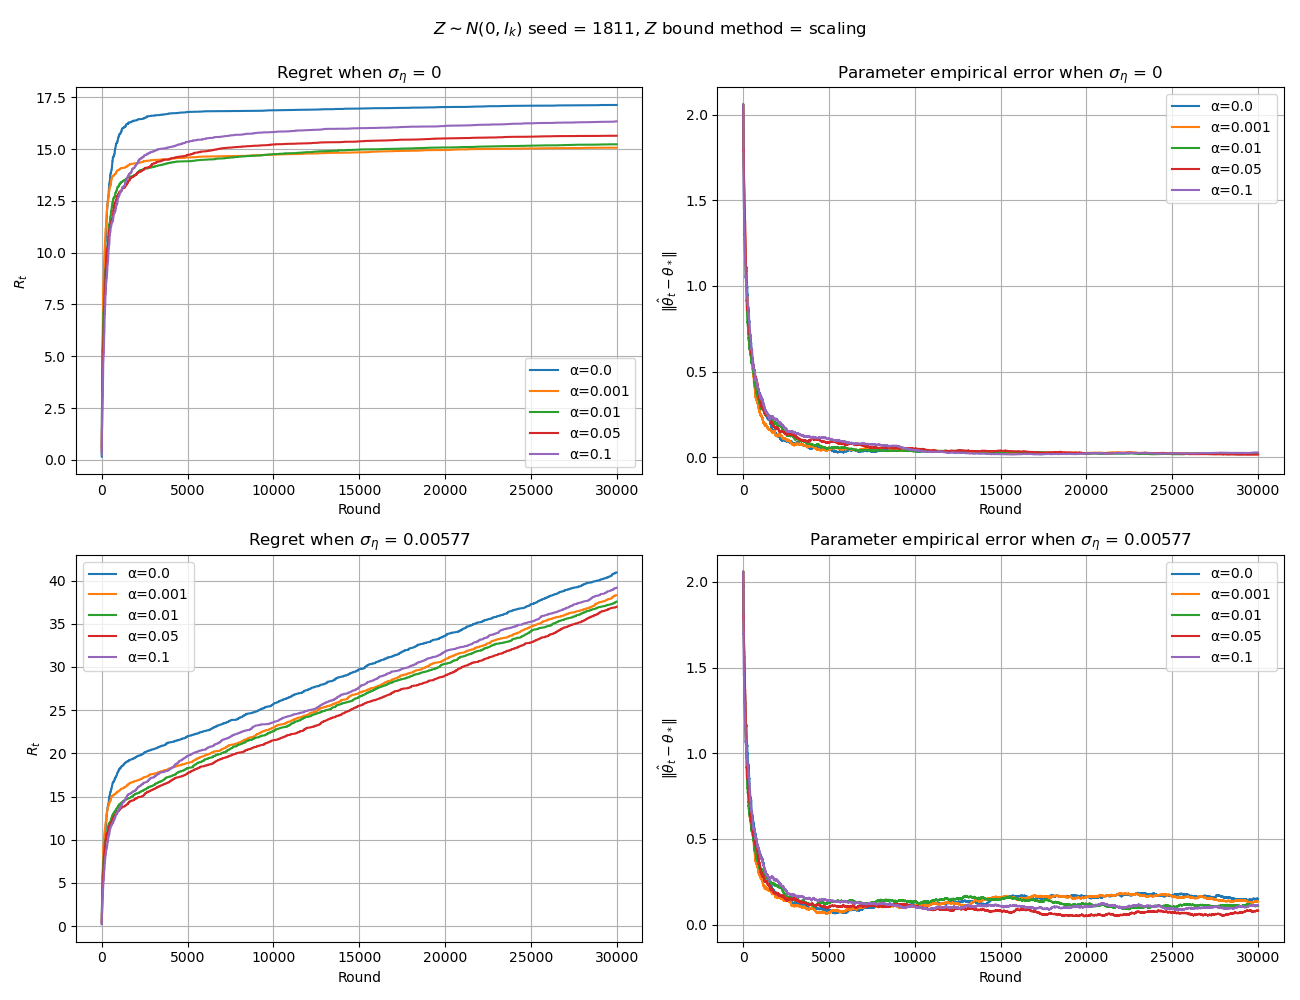 Z ∼ N(0, I_k) seed = 1811, Z bound method = scaling
Regret when σ_η = 0
R_t
17.5
15.0
12.5
10.0
7.5
5.0
2.5
0.0
α=0.0
α=0.001
α=0.01
α=0.05
α=0.1
0 5000 10000 15000 20000 25000 30000
Round
Parameter empirical error when σ_η = 0
‖θ̂_t − θ_*‖
2.0
1.5
1.0
0.5
0.0
α=0.0
α=0.001
α=0.01
α=0.05
α=0.1
0 5000 10000 15000 20000 25000 30000
Round
Regret when σ_η = 0.00577
R_t
40
35
30
25
20
15
10
5
0
α=0.0
α=0.001
α=0.01
α=0.05
α=0.1
0 5000 10000 15000 20000 25000 30000
Round
Parameter empirical error when σ_η = 0.00577
‖θ̂_t − θ_*‖
2.0
1.5
1.0
0.5
0.0
α=0.0
α=0.001
α=0.01
α=0.05
α=0.1
0 5000 10000 15000 20000 25000 30000
Round